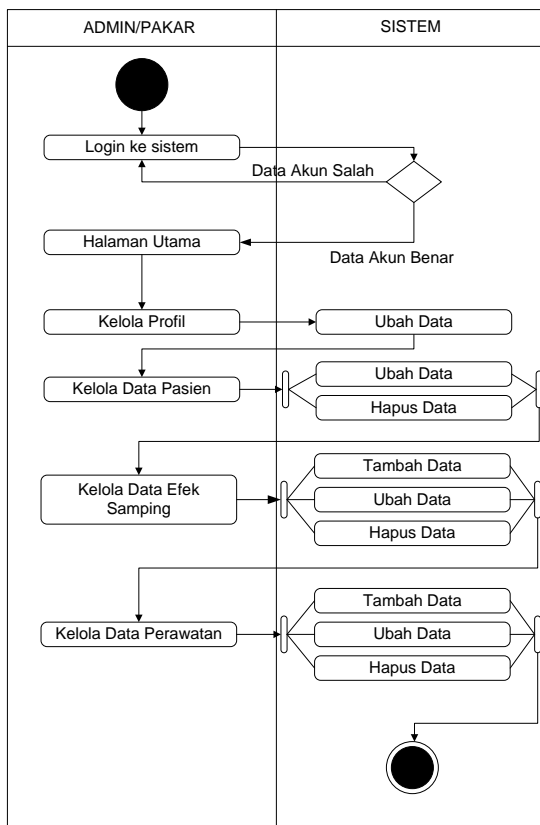 ADMIN/PAKAR
SISTEM
Login ke sistem
Data Akun Salah
Halaman Utama
Data Akun Benar
Kelola Profil
Ubah Data
Kelola Data Pasien
Ubah Data
Hapus Data
Kelola Data Efek
Samping
Tambah Data
Ubah Data
Hapus Data
Kelola Data Perawatan
Tambah Data
Ubah Data
Hapus Data